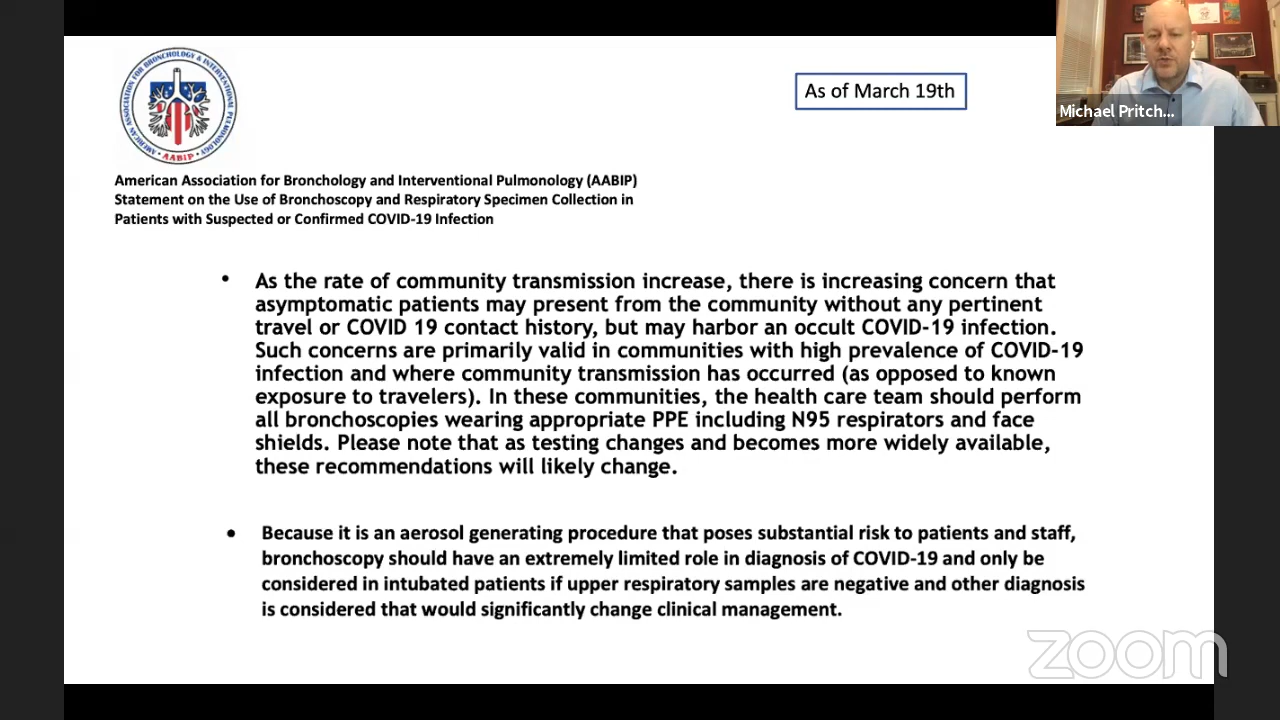 AMERICAN ASSOCIATION FOR BRONCHOLOGY & INTERVENTIONAL PULMONOLOGY
• AABIP •
As of March 19th
Michael Pritch...
American Association for Bronchology and Interventional Pulmonology (AABIP)
Statement on the Use of Bronchoscopy and Respiratory Specimen Collection in
Patients with Suspected or Confirmed COVID-19 Infection
• As the rate of community transmission increase, there is increasing concern that
asymptomatic patients may present from the community without any pertinent
travel or COVID 19 contact history, but may harbor an occult COVID-19 infection.
Such concerns are primarily valid in communities with high prevalence of COVID-19
infection and where community transmission has occurred (as opposed to known
exposure to travelers). In these communities, the health care team should perform
all bronchoscopies wearing appropriate PPE including N95 respirators and face
shields. Please note that as testing changes and becomes more widely available,
these recommendations will likely change.
• Because it is an aerosol generating procedure that poses substantial risk to patients and staff,
bronchoscopy should have an extremely limited role in diagnosis of COVID-19 and only be
considered in intubated patients if upper respiratory samples are negative and other diagnosis
is considered that would significantly change clinical management.
zoom